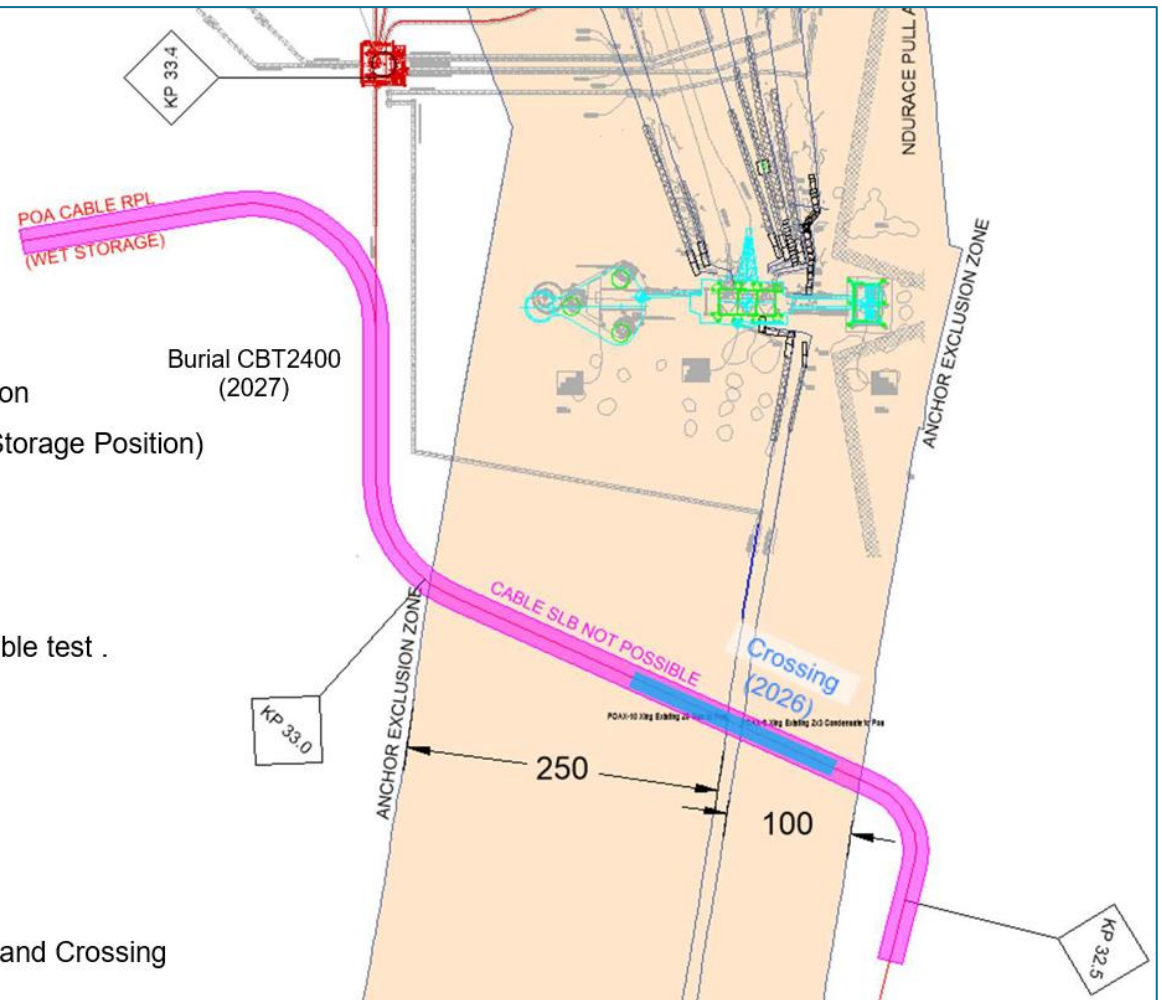 KP 33.4
NDURACE PULL A
POA CABLE RPL
(WET STORAGE)
ANCHOR EXCLUSION ZONE
Burial CBT2400
(2027)
on
Storage Position)
CABLE SLB NOT POSSIBLE
ble test .
Crossing
(2026)
KP 33.0
ANCHOR EXCLUSION ZONE
250
100
KP 32.5
and Crossing